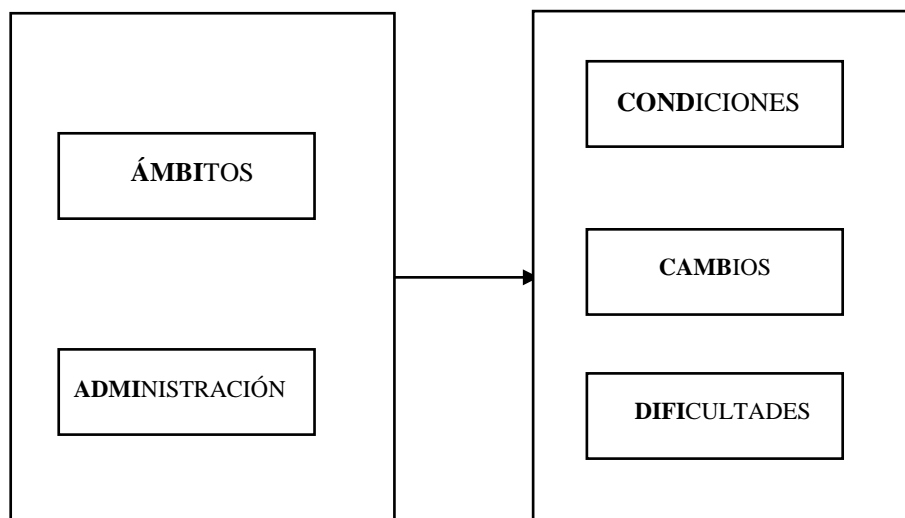 ÁMBITOS
ADMINISTRACIÓN
CONDICIONES
CAMBIOS
DIFICULTADES